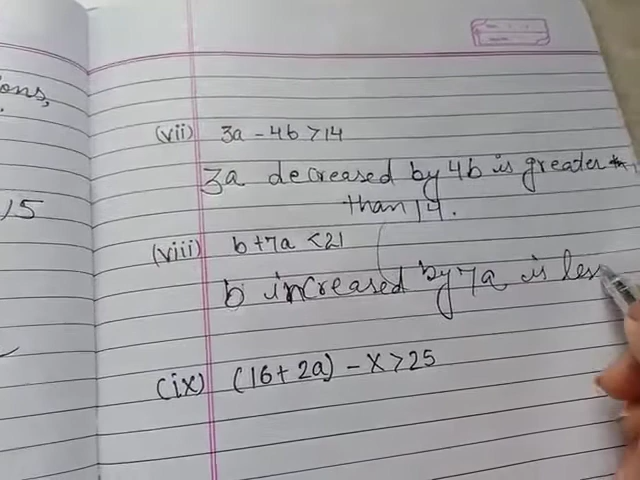 ons,
15
(vii) 3a - 4b > 14
3a decreased by 4b is greater
than 14.
(viii) b + 7a < 21
b increased by 7a is les
(ix) (16 + 2a) - x > 25